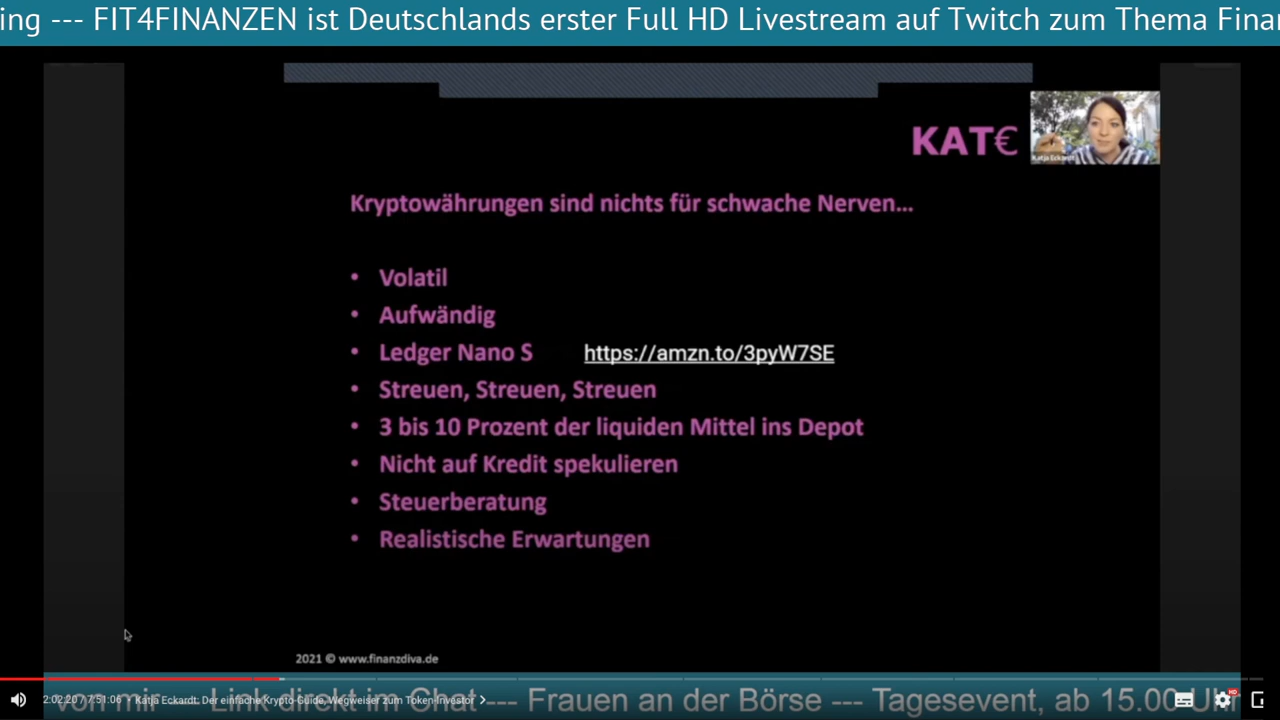 ing --- FIT4FINANZEN ist Deutschlands erster Full HD Livestream auf Twitch zum Thema Finan
KAT€
Katja Eckardt
Kryptowährungen sind nichts für schwache Nerven...
• Volatil
• Aufwändig
• Ledger Nano S https://amzn.to/3pyW7SE
• Streuen, Streuen, Streuen
• 3 bis 10 Prozent der liquiden Mittel ins Depot
• Nicht auf Kredit spekulieren
• Steuerberatung
• Realistische Erwartungen
2021 © www.finanzdiva.de
2:02:20 / 7:51:06 • Katja Eckardt: Der einfache Krypto-Guide, Wegweiser zum Token-Investor
HD
Link direkt im Chat --- Frauen an der Börse --- Tagesevent, ab 15.00 Uhr